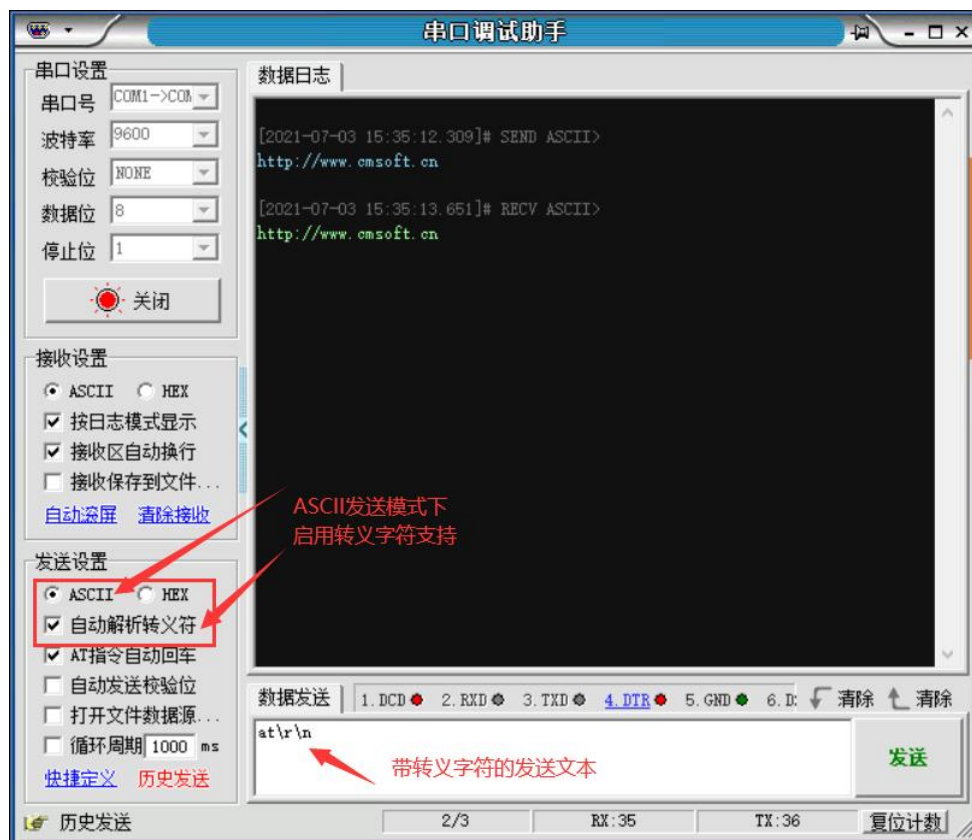 串口调试助手
串口设置
串口号 COM1->COM
波特率 9600
校验位 NONE
数据位 8
停止位 1
关闭
接收设置
ASCII HEX
按日志模式显示
接收区自动换行
接收保存到文件...
自动滚屏 清除接收
发送设置
ASCII HEX
自动解析转义符
AT指令自动回车
自动发送校验位
打开文件数据源...
循环周期 1000 ms
快捷定义 历史发送
数据日志
[2021-07-03 15:35:12.309]# SEND ASCII>
http://www.cmsoft.cn
[2021-07-03 15:35:13.651]# RECV ASCII>
http://www.cmsoft.cn
ASCII发送模式下
启用转义字符支持
数据发送 1.DCD 2.RXD 3.TXD 4.DTR 5.GND 6.D 清除 清除
at\r\n
带转义字符的发送文本
发送
历史发送 2/3 RX:35 TX:36 复位计数